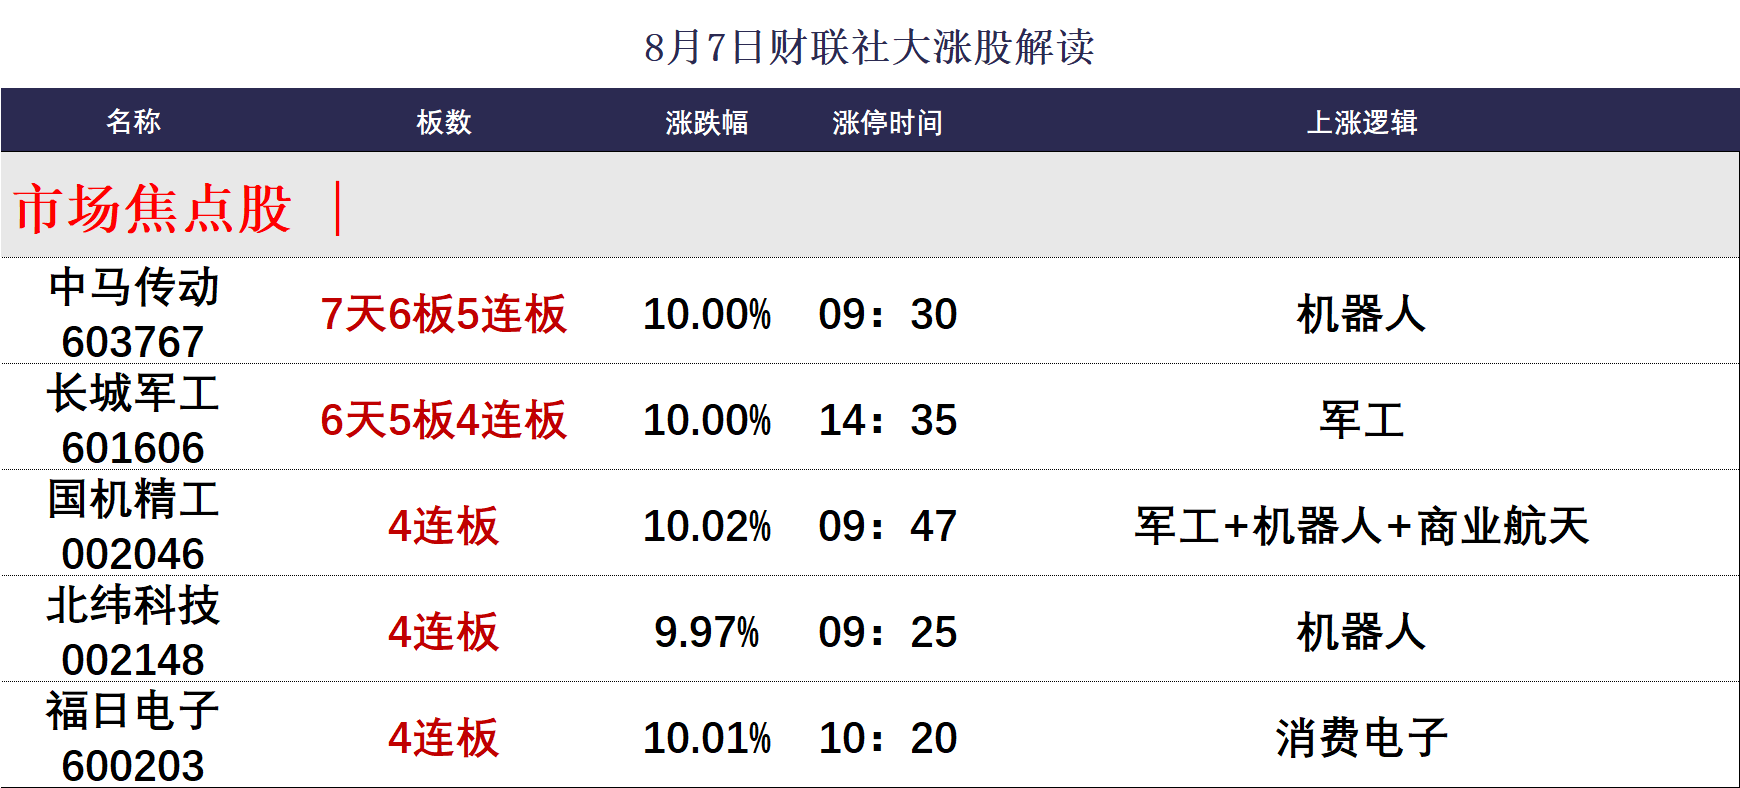 8月7日财联社大涨股解读
名称 板数 涨跌幅 涨停时间 上涨逻辑
市场焦点股 |
中马传动
603767 7天6板5连板 10.00% 09：30 机器人
长城军工
601606 6天5板4连板 10.00% 14：35 军工
国机精工
002046 4连板 10.02% 09：47 军工+机器人+商业航天
北纬科技
002148 4连板 9.97% 09：25 机器人
福日电子
600203 4连板 10.01% 10：20 消费电子